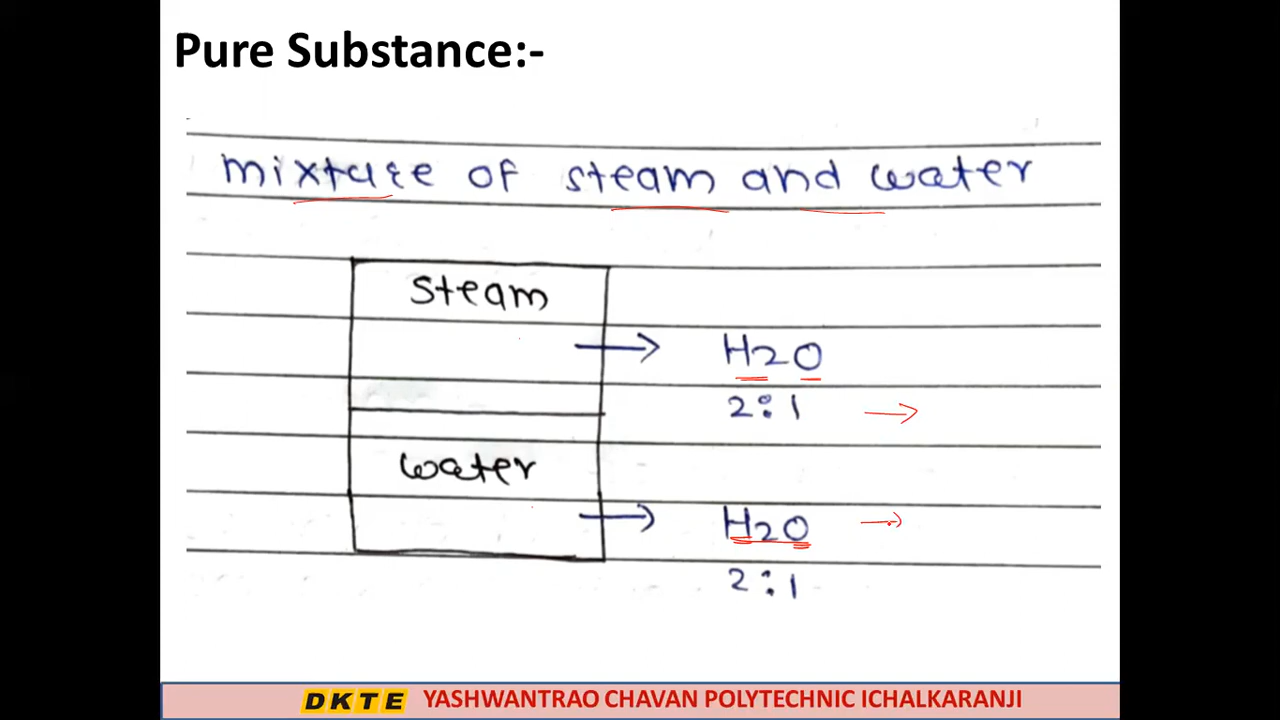 Pure Substance:-
mixture of steam and water
steam
H2O
2:1
water
H2O
2:1
DKTE YASHWANTRAO CHAVAN POLYTECHNIC ICHALKARANJI